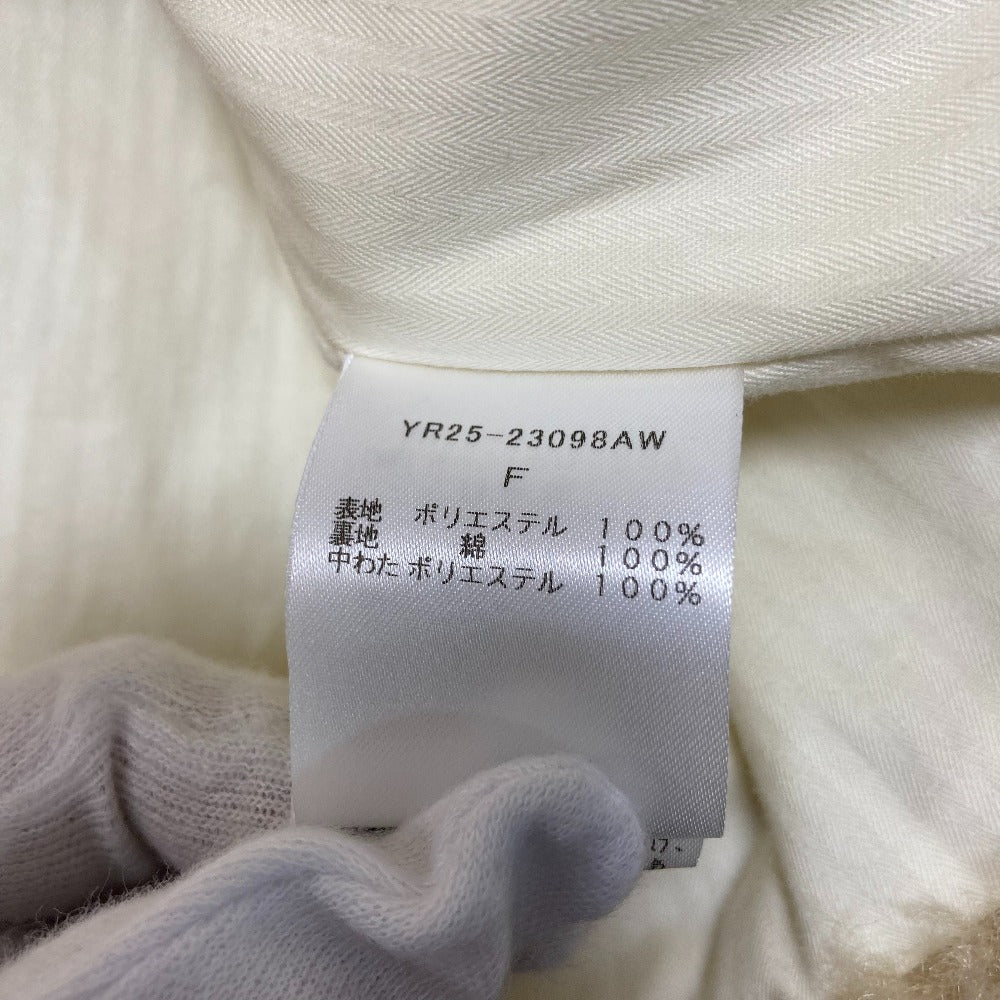 YR25-23098AW
F
表地 ポリエステル 100%
裏地 綿 100%
中わた ポリエステル 100%